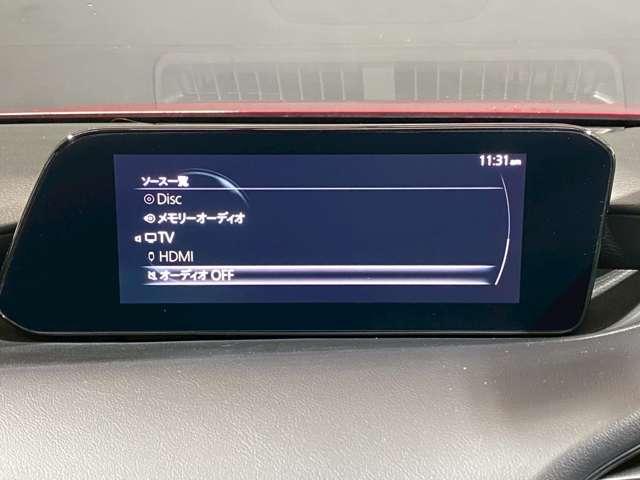 11:31am
ソース一覧
Disc
メモリーオーディオ
TV
HDMI
オーディオ OFF